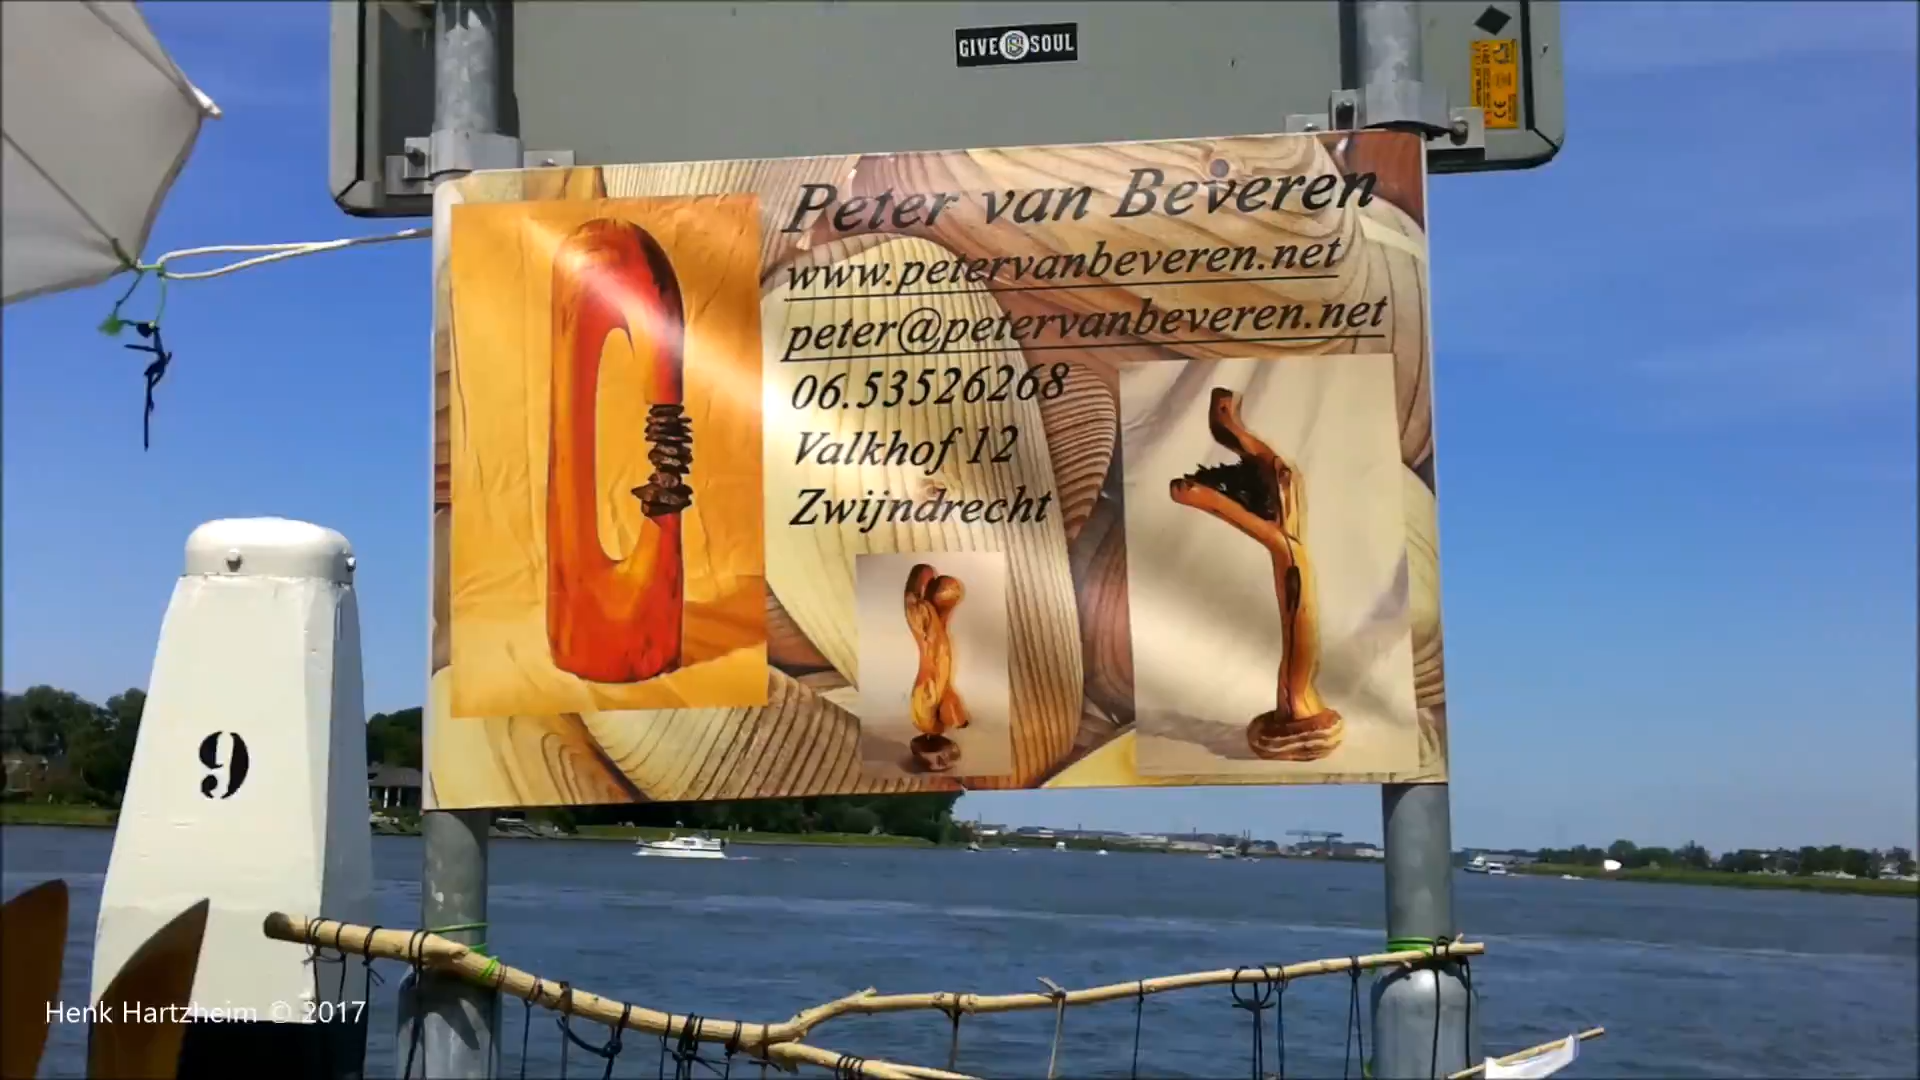 GIVE SOUL
Peter van Beveren
www.petervanbeveren.net
peter@petervanbeveren.net
06.53526268
Valkhof 12
Zwijndrecht
9
Henk Hartzheim © 2017